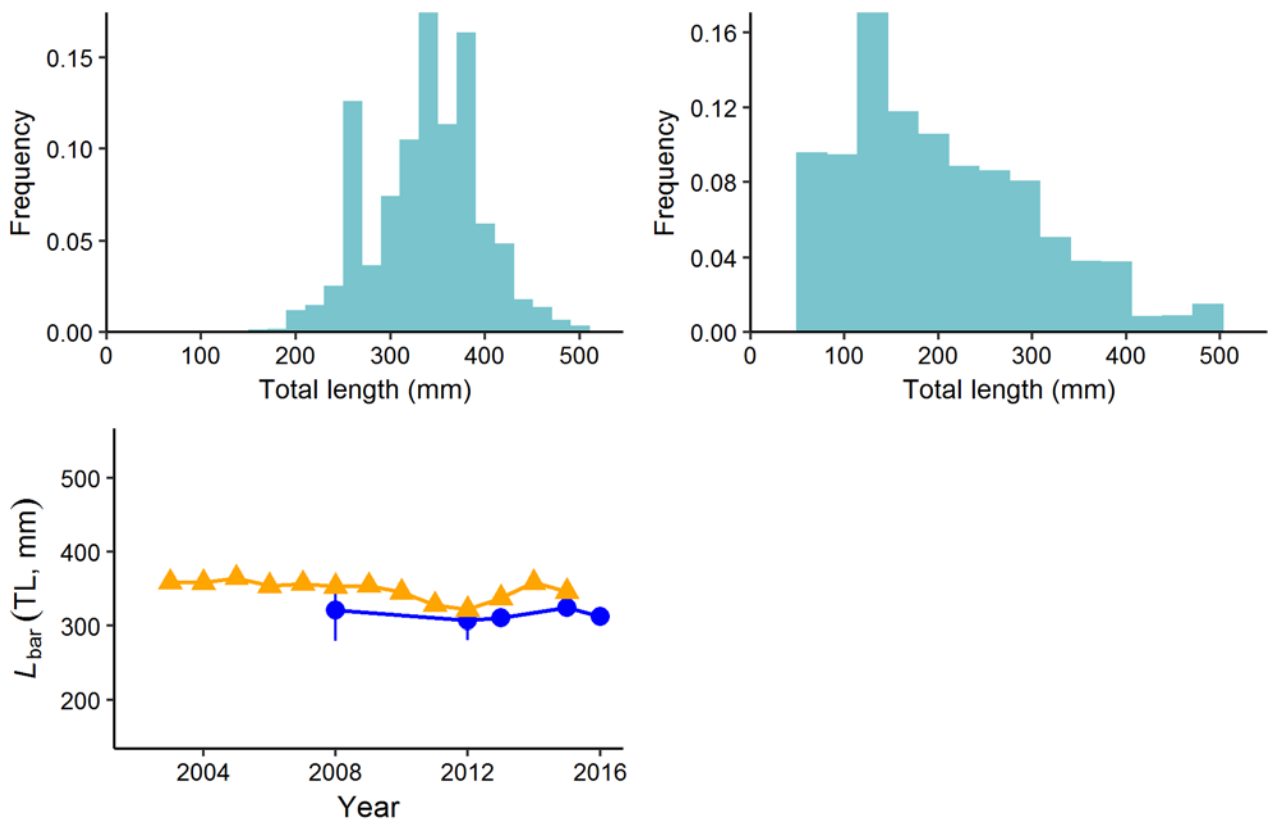 0.15
0.10
0.05
0.00
Frequency
0 100 200 300 400 500
Total length (mm)
0.16
0.12
0.08
0.04
0.00
Frequency
0 100 200 300 400 500
Total length (mm)
500
400
300
200
Lbar (TL, mm)
2004 2008 2012 2016
Year